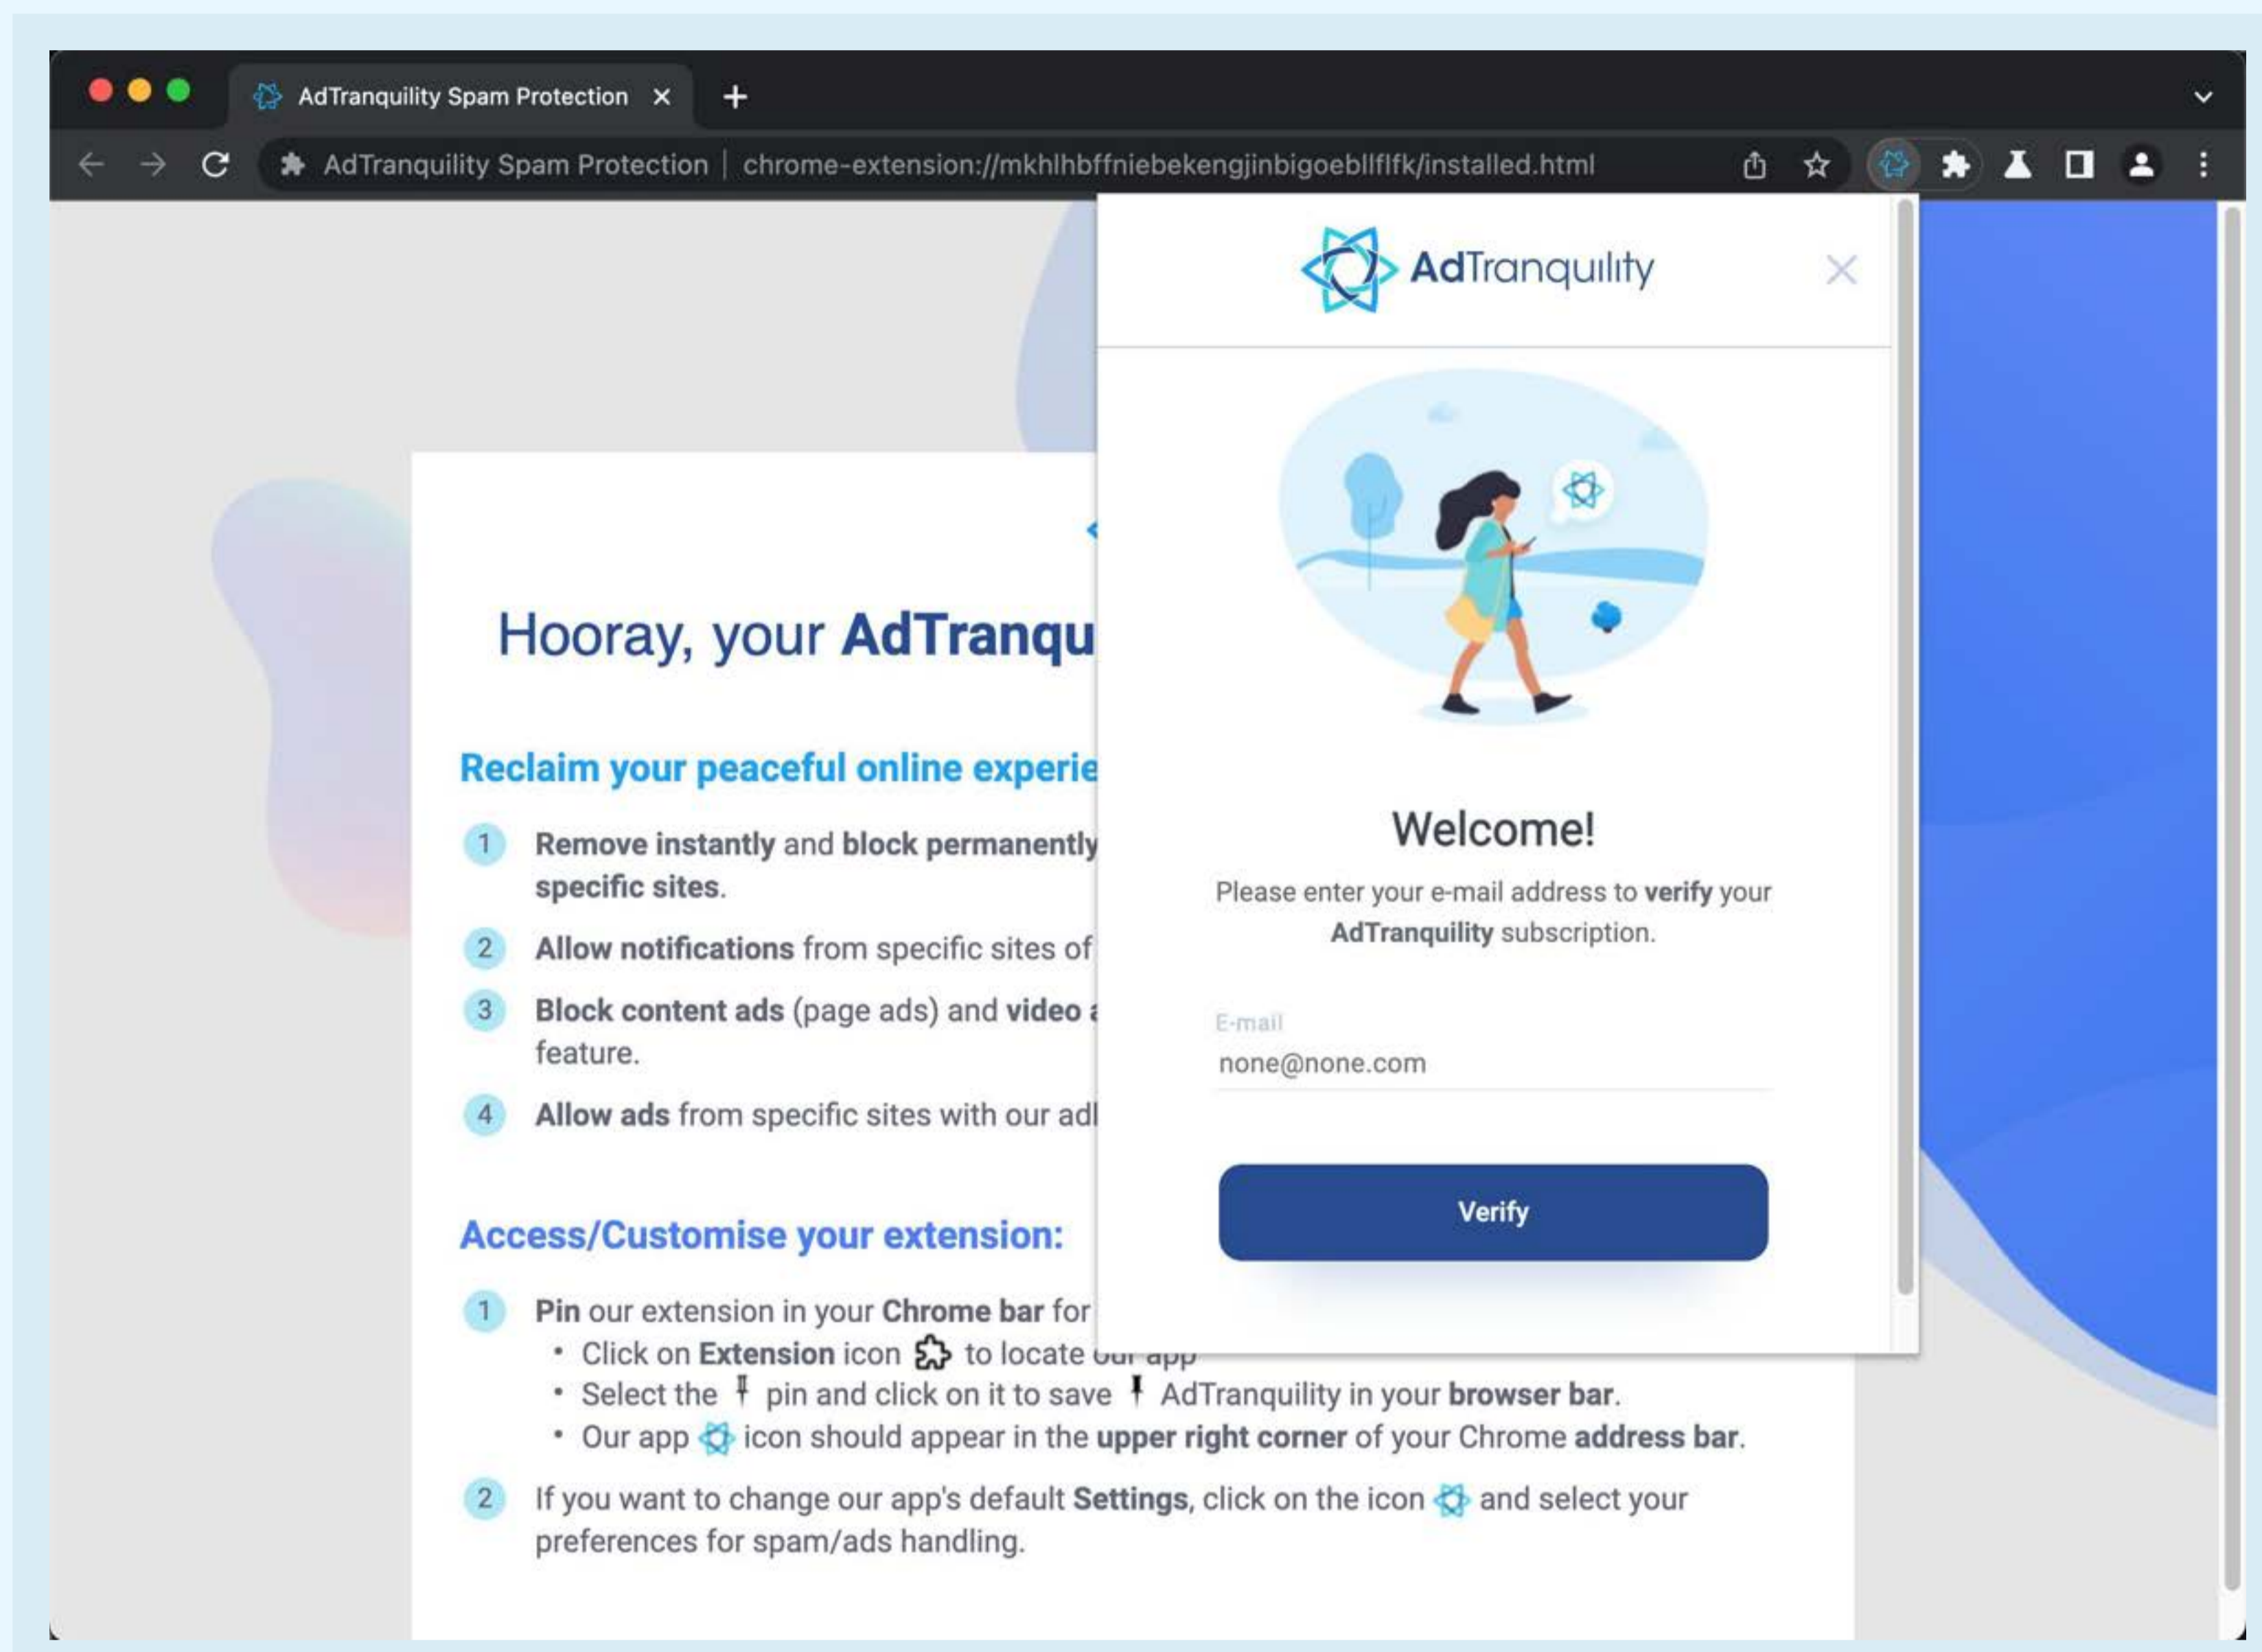 AdTranquility Spam Protection
AdTranquility Spam Protection | chrome-extension://mkhlhbffniebekengjinbigoebllflfk/installed.html
AdTranquility
Welcome!
Please enter your e-mail address to verify your
AdTranquility subscription.
E-mail
none@none.com
Verify
Hooray, your AdTranqu
Reclaim your peaceful online experie
1 Remove instantly and block permanently
specific sites.
2 Allow notifications from specific sites of
3 Block content ads (page ads) and video
feature.
4 Allow ads from specific sites with our
Access/Customise your extension:
1 Pin our extension in your Chrome bar for
• Click on Extension icon to locate our app
• Select the pin and click on it to save AdTranquility in your browser bar.
• Our app icon should appear in the upper right corner of your Chrome address bar.
2 If you want to change our app's default Settings, click on the icon and select your
preferences for spam/ads handling.